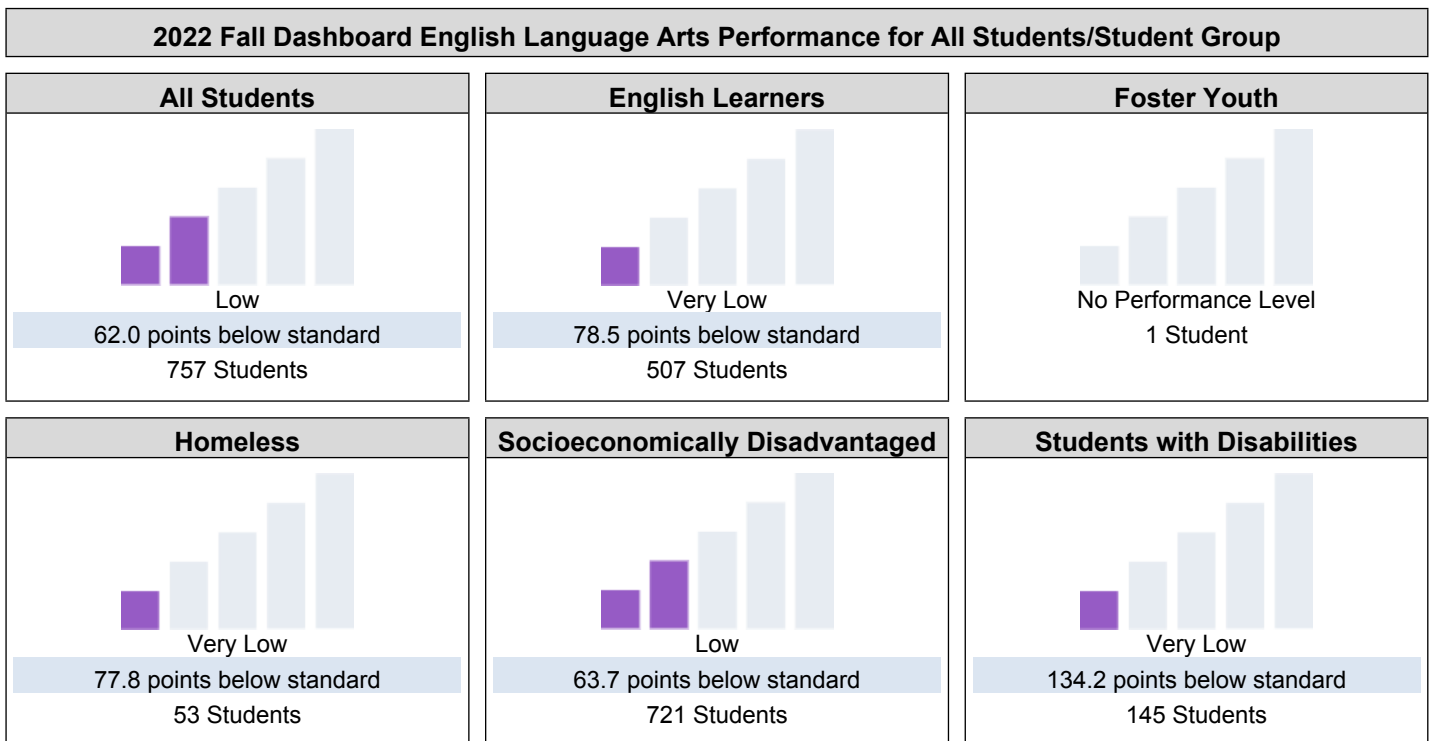 2022 Fall Dashboard English Language Arts Performance for All Students/Student Group
All Students
Low
62.0 points below standard
757 Students
English Learners
Very Low
78.5 points below standard
507 Students
Foster Youth
No Performance Level
1 Student
Homeless
Very Low
77.8 points below standard
53 Students
Socioeconomically Disadvantaged
Low
63.7 points below standard
721 Students
Students with Disabilities
Very Low
134.2 points below standard
145 Students